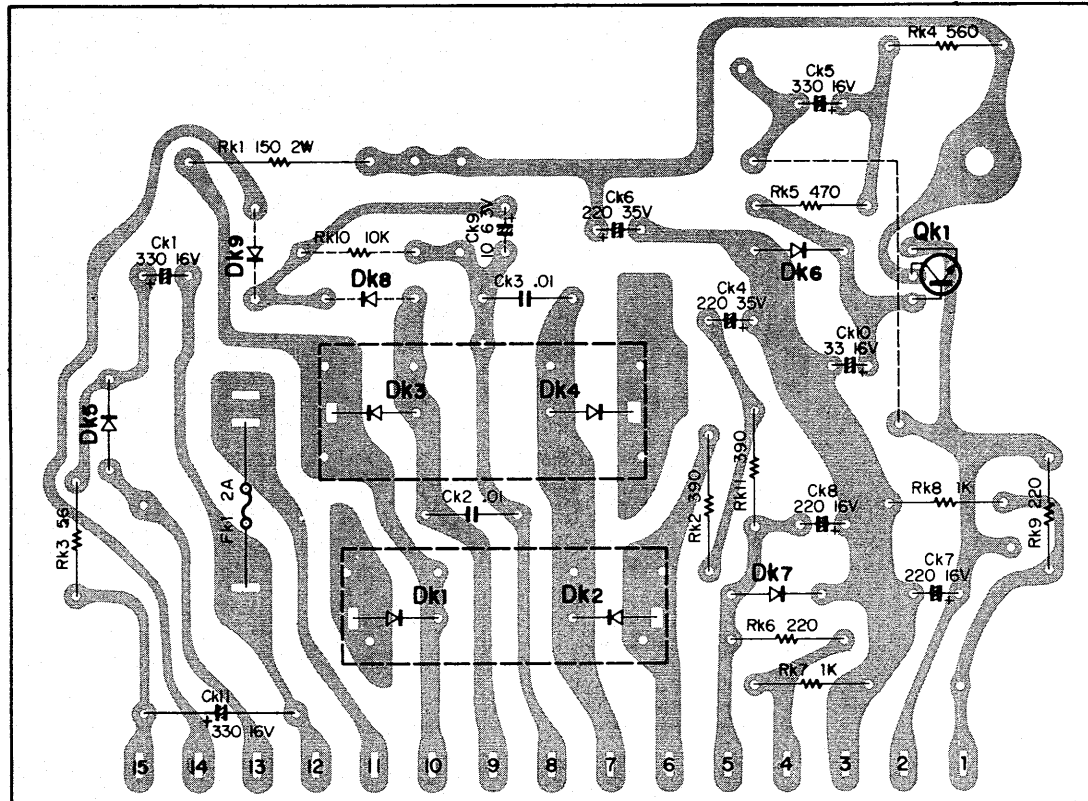 Rk4 560
Ck5
330 16V
+
Rk1 150 2W
Rk5 470
Ck6
220 35V
+
Ck9
10 6.3V
+
Qk1
Dk9
Rk10 10K
Ck1
330 16V
+
Dk6
Dk8
Ck3 .01
Ck4
220 35V
+
Ck10
33 16V
+
Dk3
Dk4
Dk5
Rk11 390
Rk2 390
Fk1 2A
Ck2 .01
Ck8
220 16V
+
Rk8 1K
Rk9 220
Rk3 56
Dk1
Dk2
Dk7
Ck7
220 16V
+
Rk6 220
Rk7 1K
Ck11
+
330 16V
15 14 13 12 11 10 9 8 7 6 5 4 3 2 1